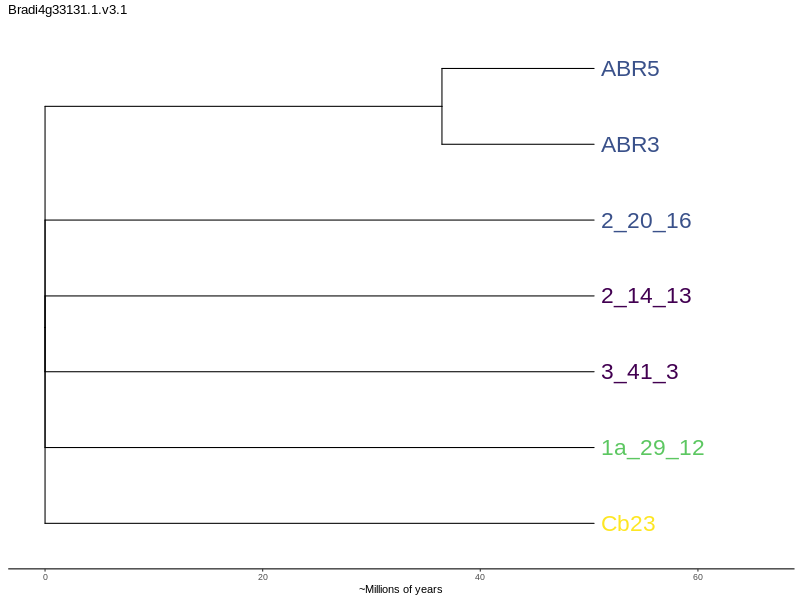 Bradi4g33131.1.v3.1
ABR5
ABR3
2_20_16
2_14_13
3_41_3
1a_29_12
Cb23
0 20 40 60
~Millions of years